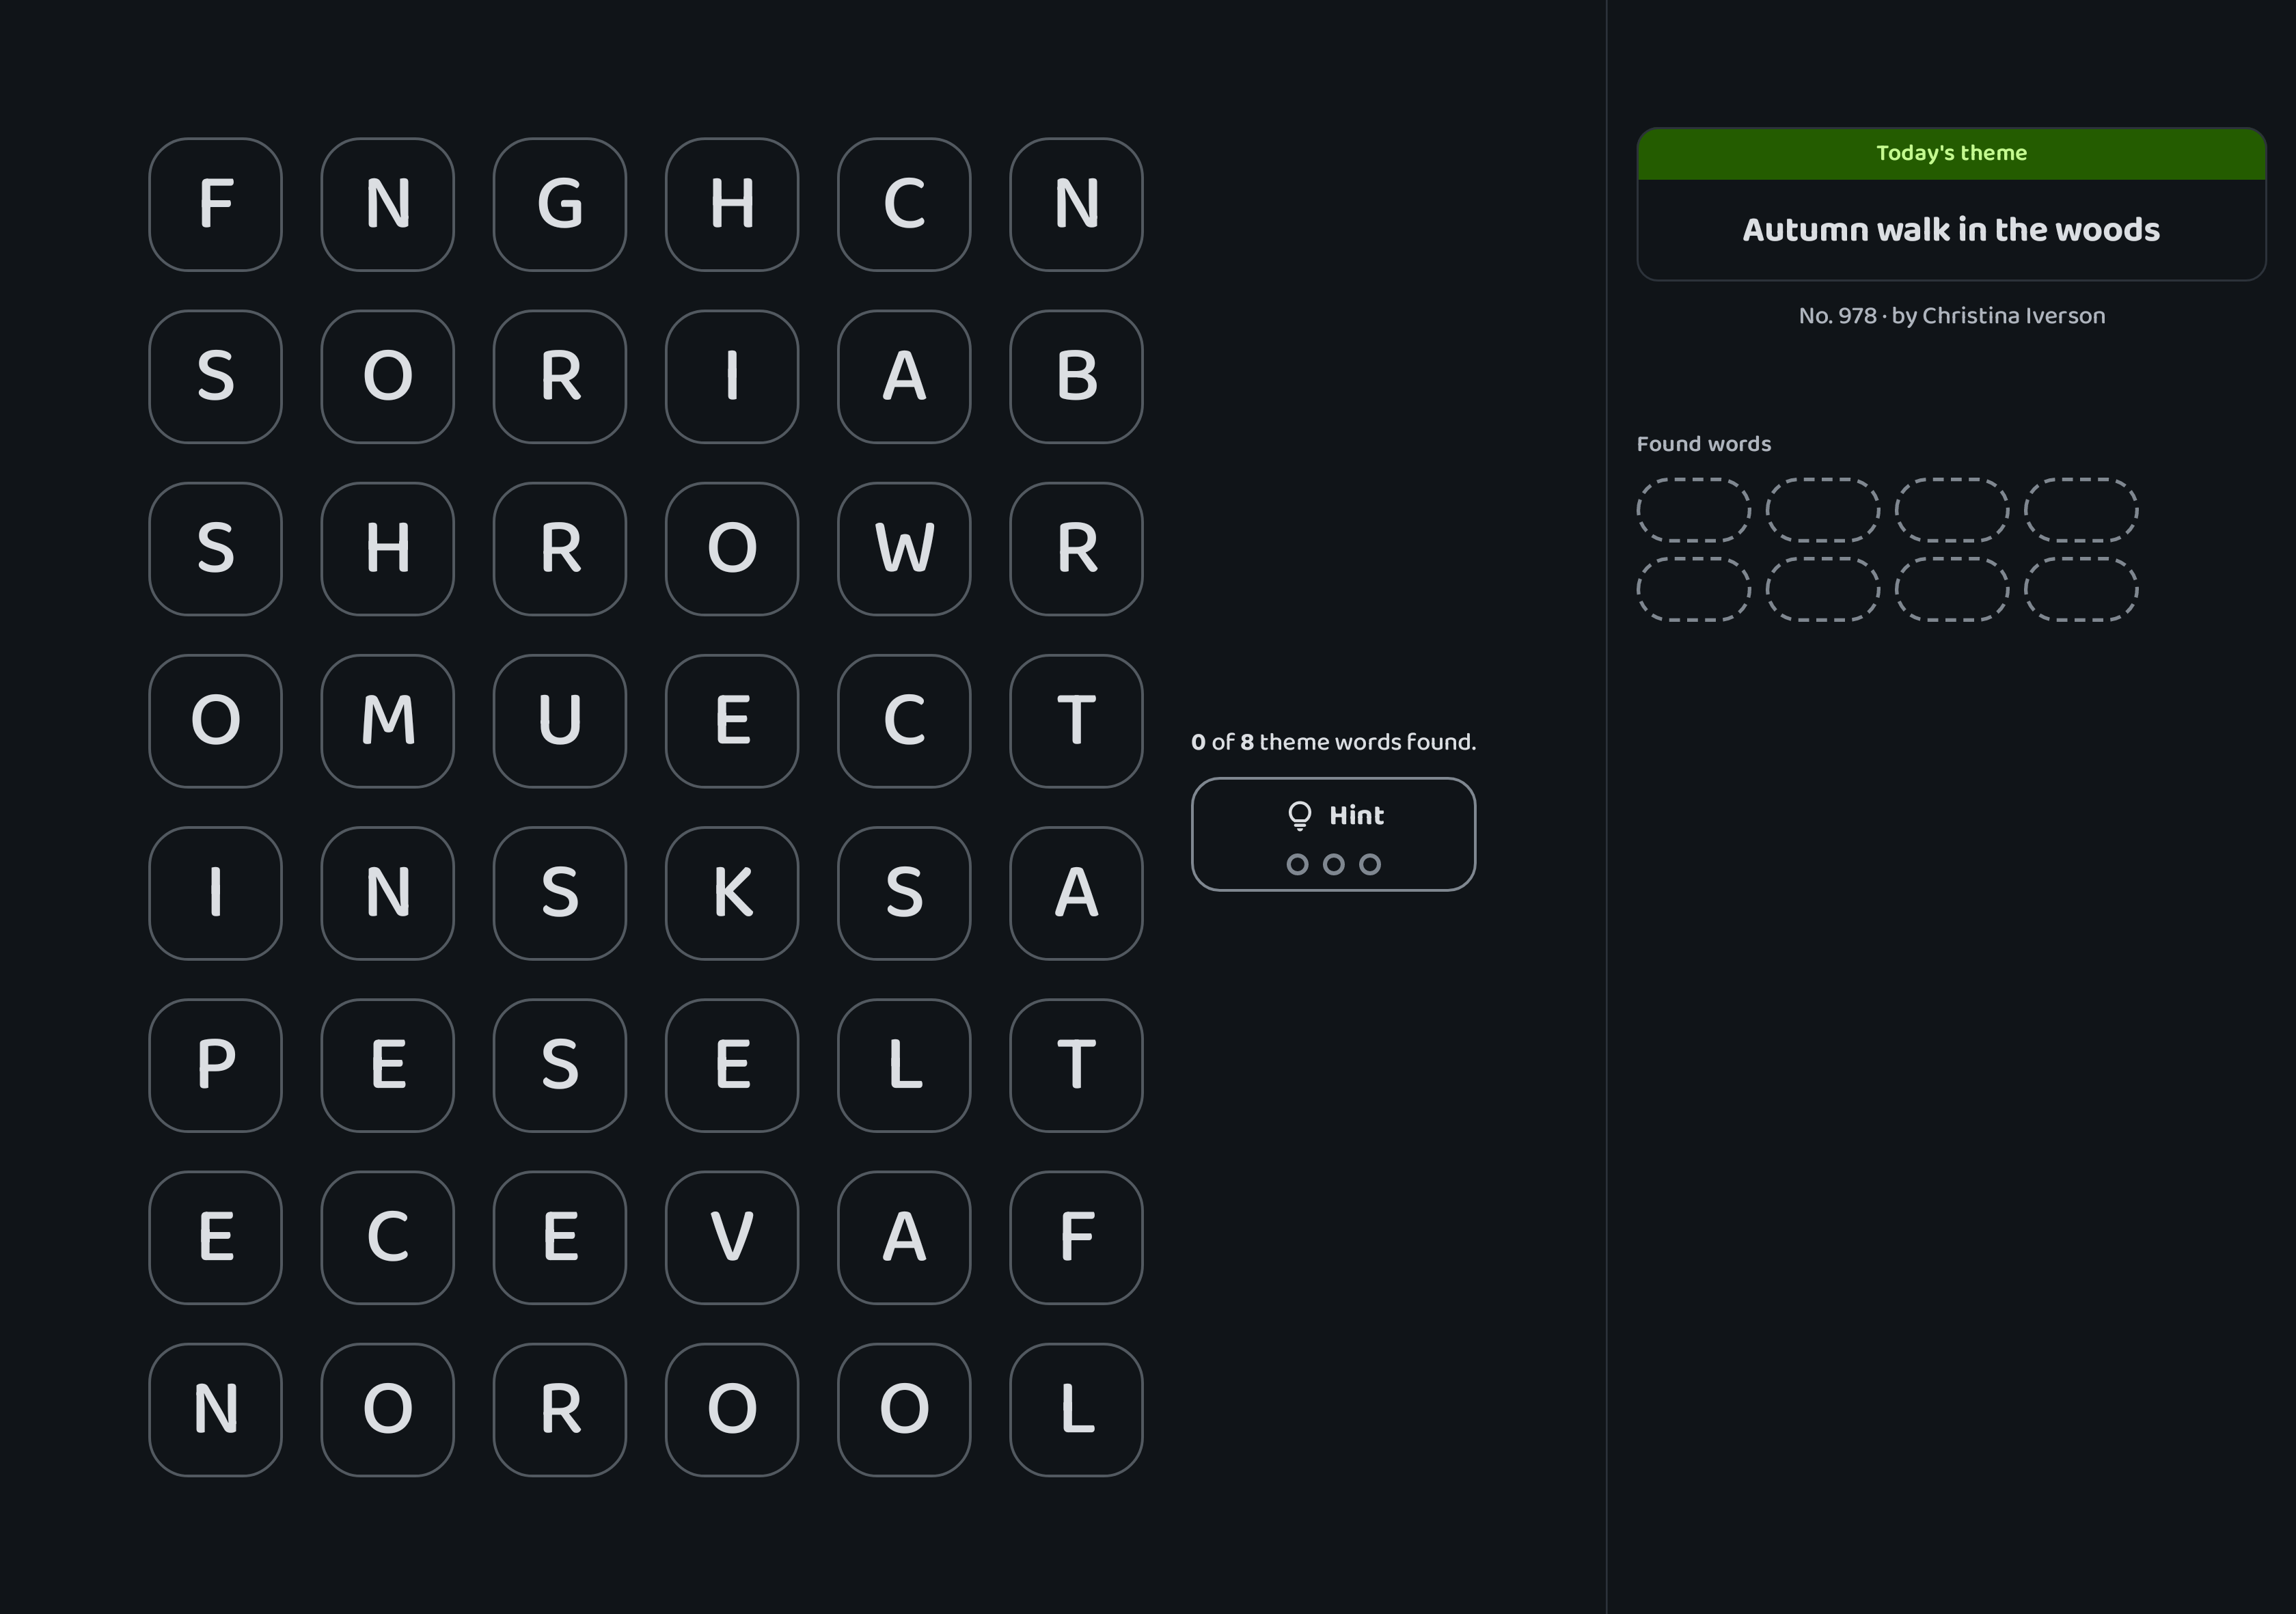 F N G H C N
S O R I A B
S H R O W R
O M U E C T
I N S K S A
P E S E L T
E C E V A F
N O R O O L
0 of 8 theme words found.
Hint
Today's theme
Autumn walk in the woods
No. 978 · by Christina Iverson
Found words